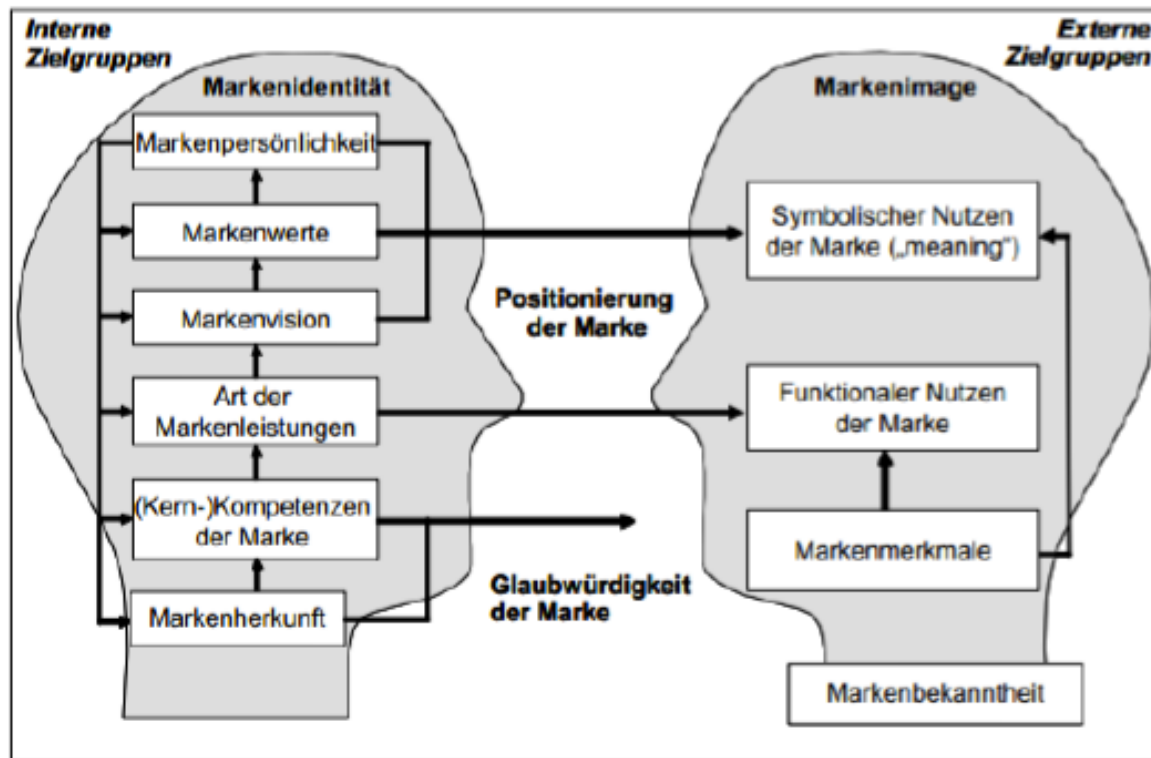 Interne
Zielgruppen
Markenidentität
Markenpersönlichkeit
Markenwerte
Markenvision
Art der
Markenleistungen
(Kern-)Kompetenzen
der Marke
Markenherkunft
Positionierung
der Marke
Glaubwürdigkeit
der Marke
Externe
Zielgruppen
Markenimage
Symbolischer Nutzen
der Marke („meaning“)
Funktionaler Nutzen
der Marke
Markenmerkmale
Markenbekanntheit